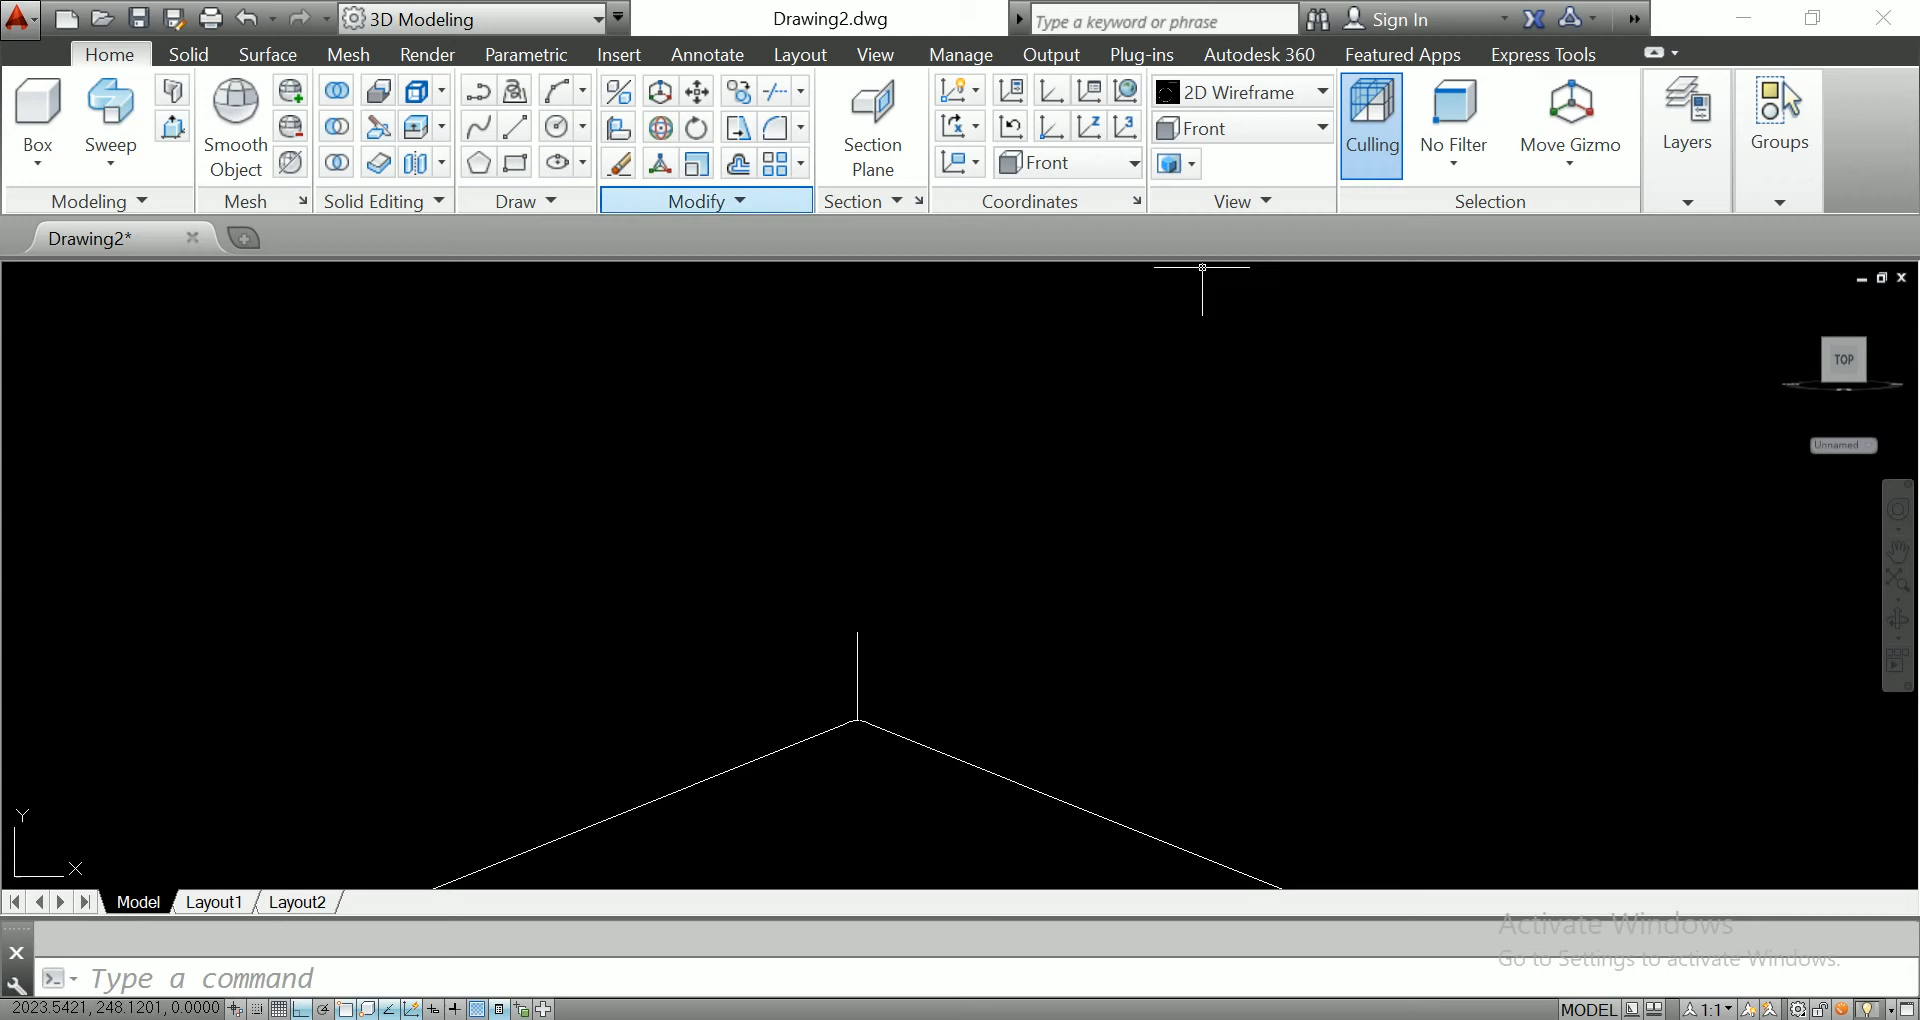 3D Modeling
Drawing2.dwg
Type a keyword or phrase
Sign In
Home Solid Surface Mesh Render Parametric Insert Annotate Layout View Manage Output Plug-ins Autodesk 360 Featured Apps Express Tools
Box
Sweep
Smooth
Object
Section
Plane
2D Wireframe
Front
Front
Culling
No Filter
Move Gizmo
Layers
Groups
Modeling
Mesh
Solid Editing
Draw
Modify
Section
Coordinates
View
Selection
Drawing2*
TOP
Unnamed
Y
X
Model Layout1 Layout2
Activate Windows
Go to Settings to activate Windows.
Type a command
2023.5421, 248.1201, 0.0000
MODEL
1:1